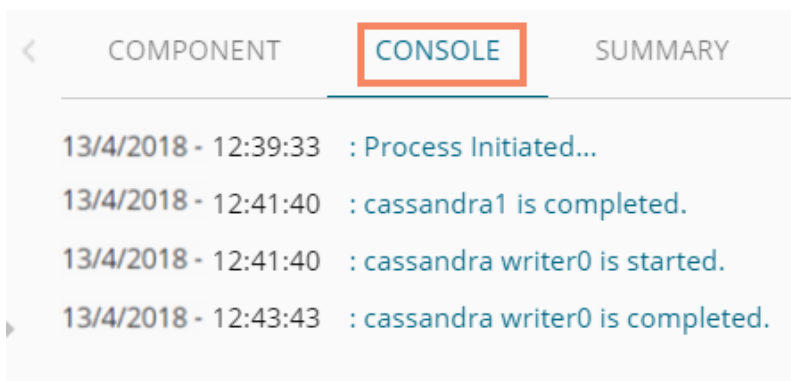 COMPONENT CONSOLE SUMMARY
13/4/2018 - 12:39:33 : Process Initiated...
13/4/2018 - 12:41:40 : cassandra1 is completed.
13/4/2018 - 12:41:40 : cassandra writer0 is started.
13/4/2018 - 12:43:43 : cassandra writer0 is completed.